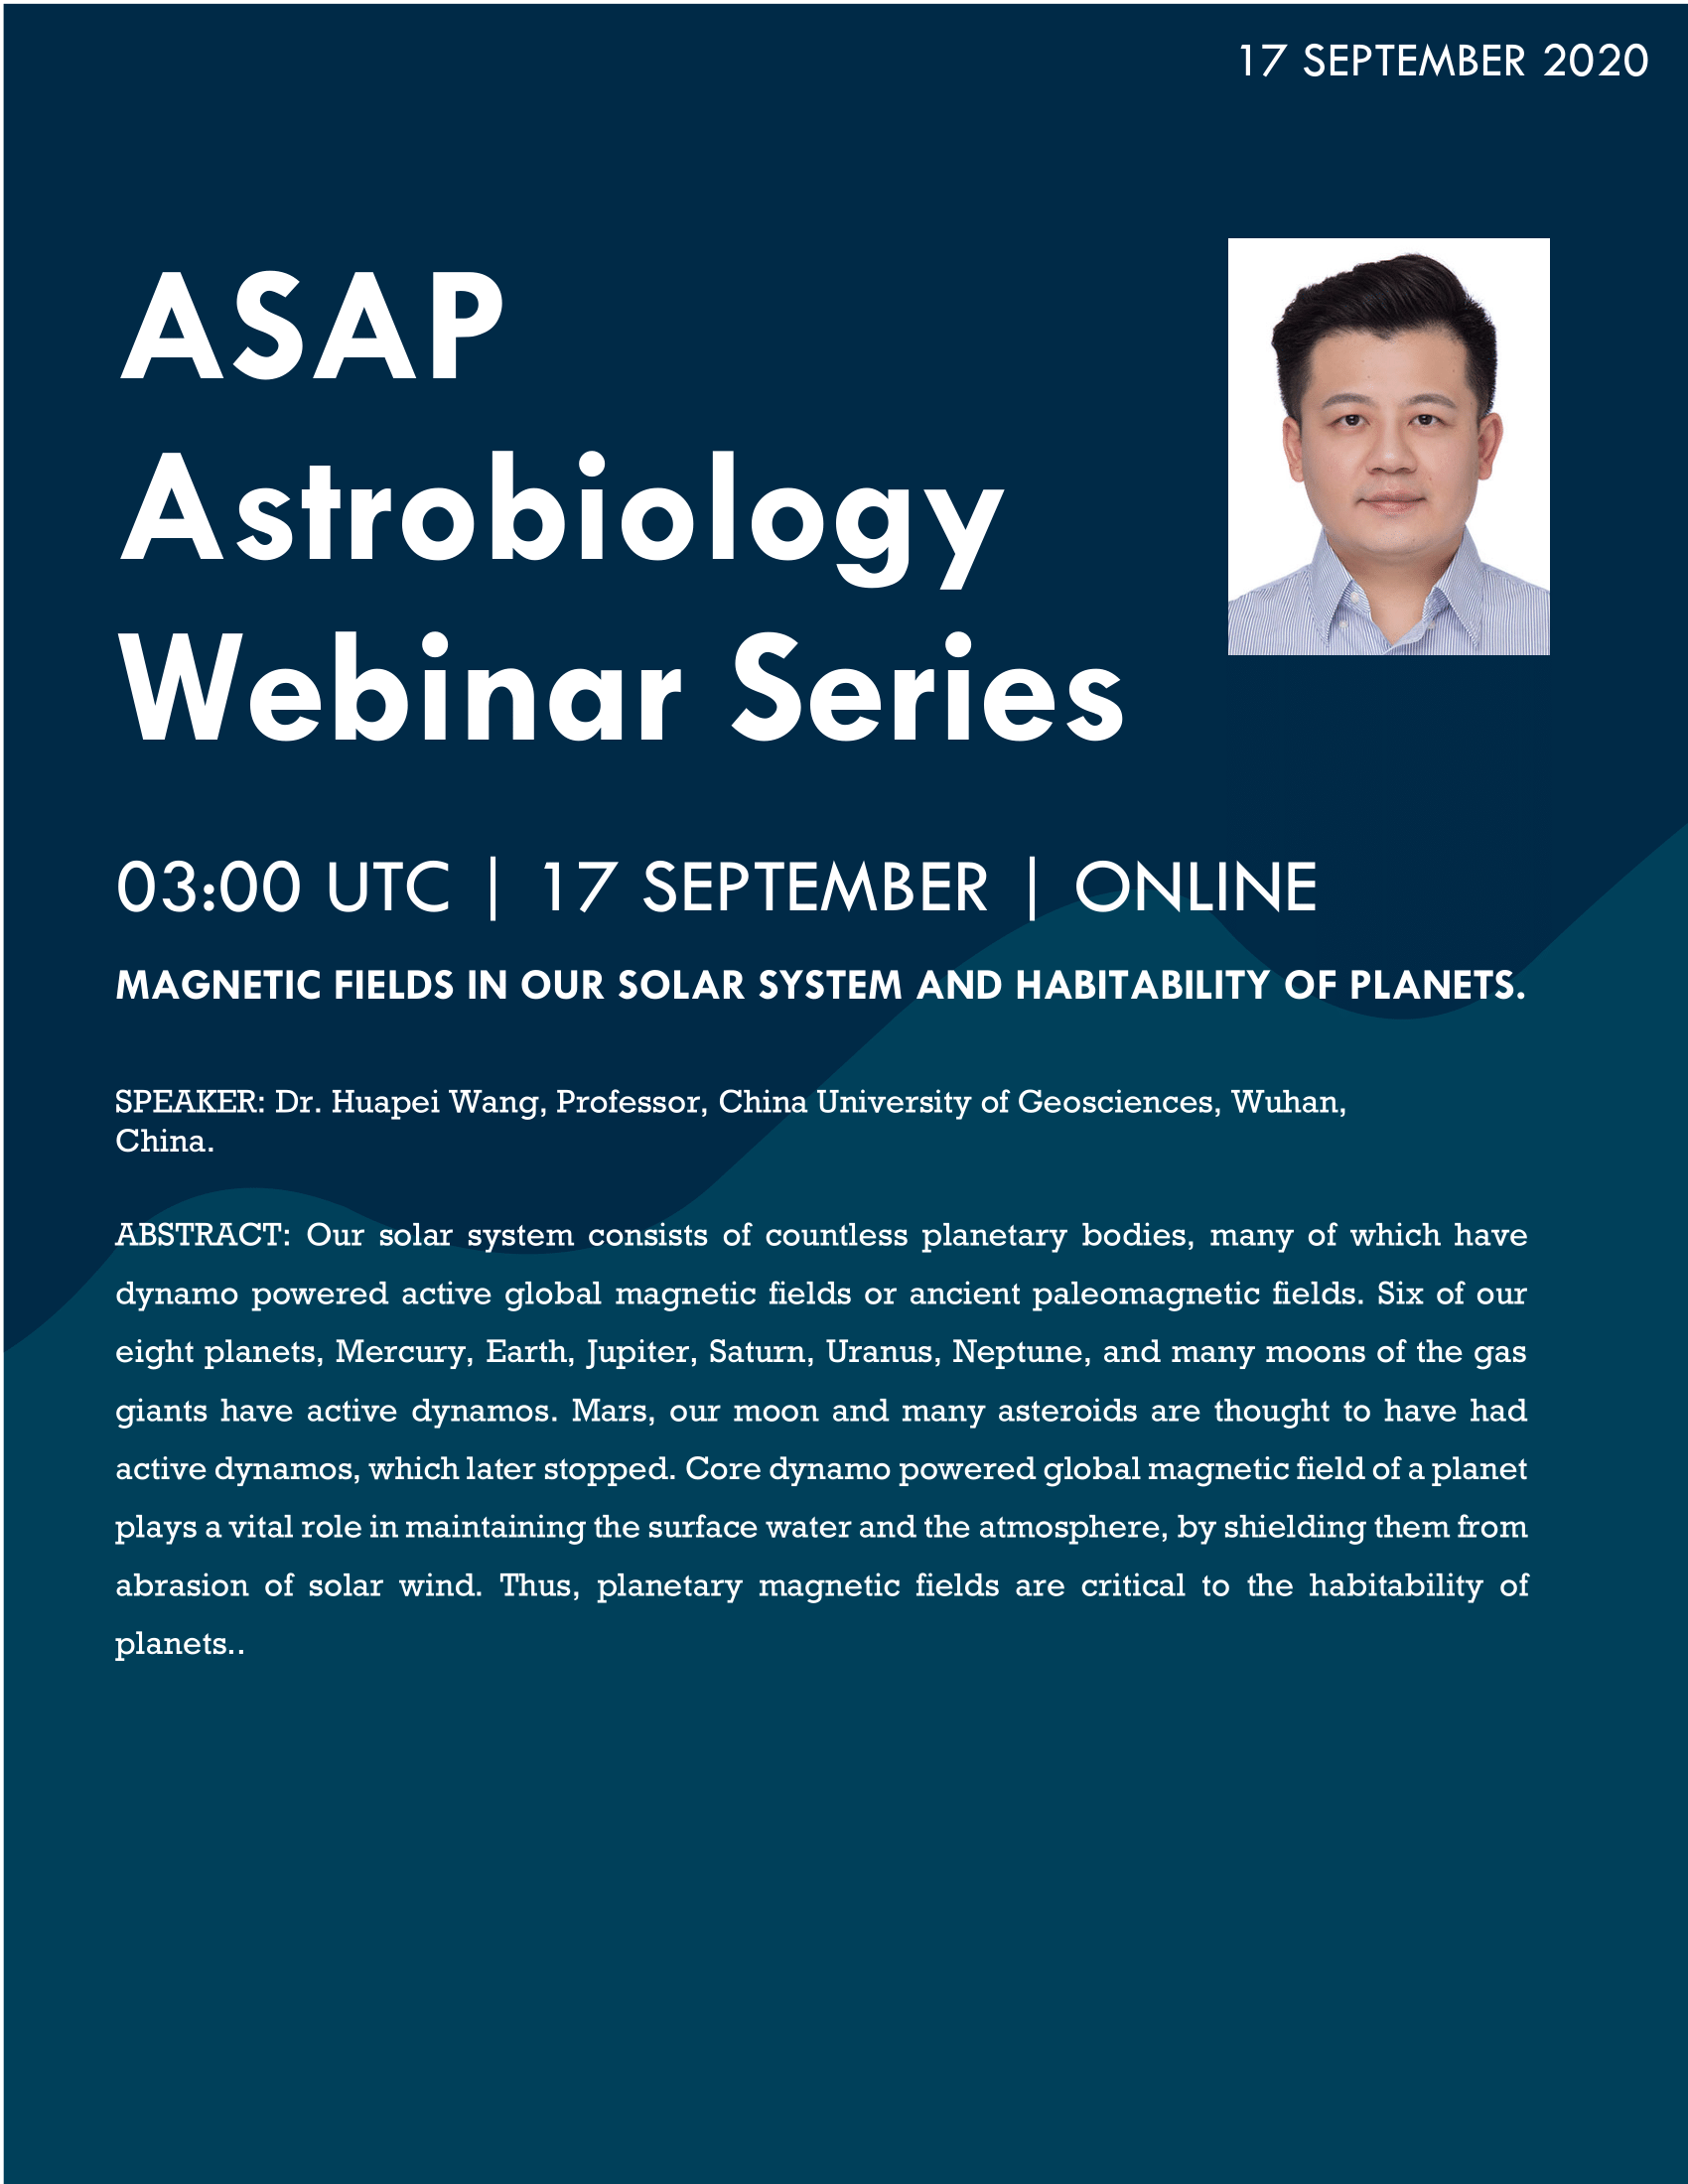 17 SEPTEMBER 2020
ASAP
Astrobiology
Webinar Series
03:00 UTC | 17 SEPTEMBER | ONLINE
MAGNETIC FIELDS IN OUR SOLAR SYSTEM AND HABITABILITY OF PLANETS.
SPEAKER: Dr. Huapei Wang, Professor, China University of Geosciences, Wuhan,
China.
ABSTRACT: Our solar system consists of countless planetary bodies, many of which have
dynamo powered active global magnetic fields or ancient paleomagnetic fields. Six of our
eight planets, Mercury, Earth, Jupiter, Saturn, Uranus, Neptune, and many moons of the gas
giants have active dynamos. Mars, our moon and many asteroids are thought to have had
active dynamos, which later stopped. Core dynamo powered global magnetic field of a planet
plays a vital role in maintaining the surface water and the atmosphere, by shielding them from
abrasion of solar wind. Thus, planetary magnetic fields are critical to the habitability of
planets..